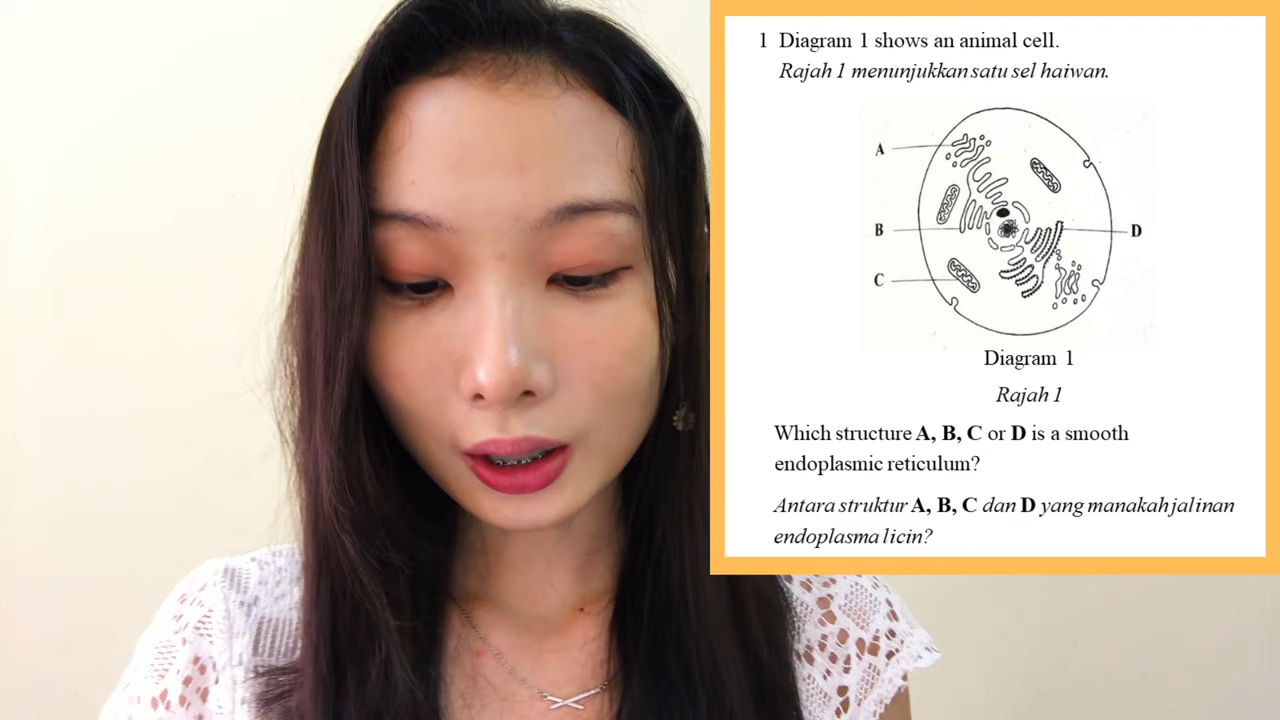 1 Diagram 1 shows an animal cell.
Rajah 1 menunjukkan satu sel haiwan.
A
B
D
C
Diagram 1
Rajah 1
Which structure A, B, C or D is a smooth
endoplasmic reticulum?
Antara struktur A, B, C dan D yang manakah jalinan
endoplasma licin?